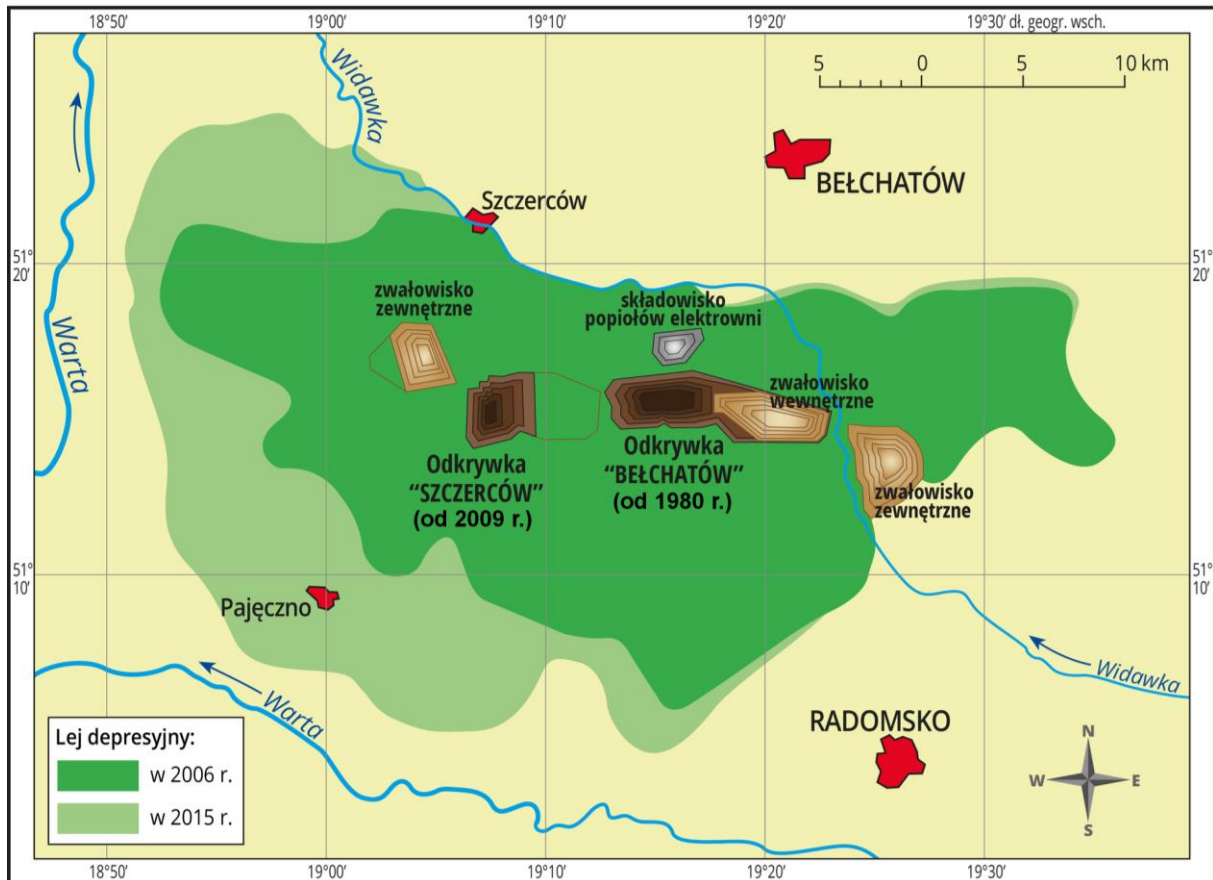 18°50'
19°00'
19°10'
19°20'
19°30' dł. geogr. wsch.
5
0
5
10 km
Widawka
BEŁCHATÓW
Szczerców
51°
20'
51°
20'
zwałowisko
zewnętrzne
składowisko
popiołów elektrowni
Warta
zwałowisko
wewnętrzne
Odkrywka
"SZCZERCÓW"
(od 2009 r.)
Odkrywka
"BEŁCHATÓW"
(od 1980 r.)
zwałowisko
zewnętrzne
51°
10'
51°
10'
Pajęczno
Widawka
Warta
RADOMSKO
Lej depresyjny:
w 2006 r.
w 2015 r.
N
W
E
S
18°50'
19°00'
19°10'
19°20'
19°30'